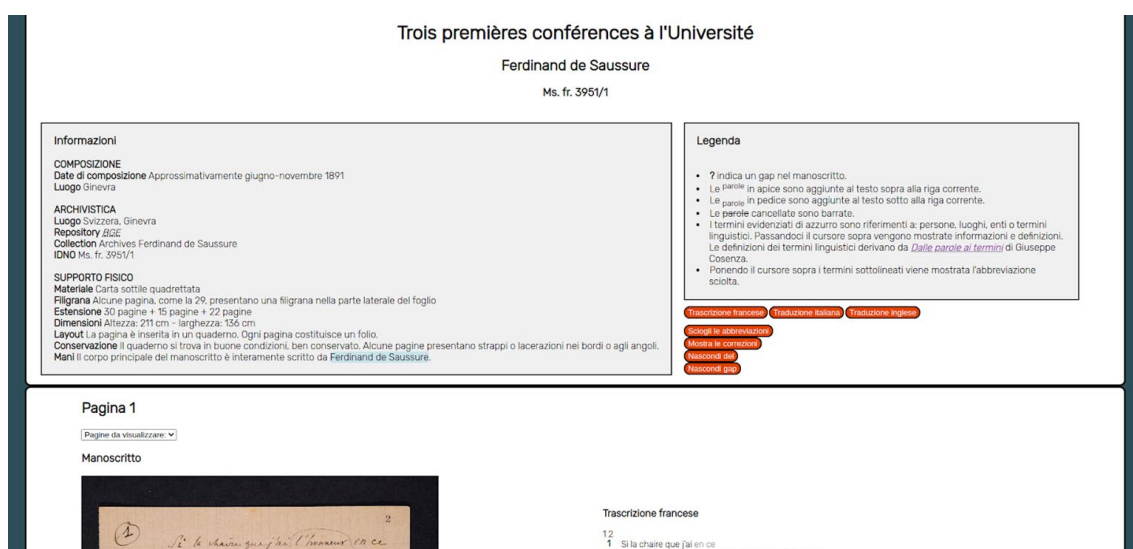 Trois premières conférences à l'Université
Ferdinand de Saussure
Ms. fr. 3951/1
Informazioni
COMPOSIZIONE
Date di composizione Approssimativamente giugno-novembre 1891
Luogo Ginevra
ARCHIVISTICA
Luogo Svizzera, Ginevra
Repository BGE
Collection Archives Ferdinand de Saussure
IDNO Ms. fr. 3951/1
SUPPORTO FISICO
Materiale Carta sottile quadrettata
Filigrana Alcune pagina, come la 29, presentano una filigrana nella parte laterale del foglio
Estensione 30 pagine + 15 pagine + 22 pagine
Dimensioni Altezza: 211 cm - larghezza: 136 cm
Layout La pagina è inserita in un quaderno. Ogni pagina costituisce un folio.
Conservazione Il quaderno si trova in buone condizioni, ben conservato. Alcune pagine presentano strappi o lacerazioni nei bordi o agli angoli.
Mani Il corpo principale del manoscritto è interamente scritto da Ferdinand de Saussure.
Legenda
• ? indica un gap nel manoscritto.
• Le parole in apice sono aggiunte al testo sopra alla riga corrente.
• Le parole in pedice sono aggiunte al testo sotto alla riga corrente.
• Le parole cancellate sono barrate.
• I termini evidenziati di azzurro sono riferimenti a: persone, luoghi, enti o termini
linguistici. Passandoci il cursore sopra vengono mostrate informazioni e definizioni.
Le definizioni dei termini linguistici derivano da Dalle parole ai termini di Giuseppe
Cosenza.
• Ponendo il cursore sopra i termini sottolineati viene mostrata l'abbreviazione
sciolta.
Trascrizione francese Traduzione italiana Traduzione inglese
Sciogli le abbreviazioni
Mostra le correzioni
Nascondi del
Nascondi gap
Pagina 1
Pagine da visualizzare:
Manoscritto
2
1 Si la chaire que j'ai l'honneur en ce
Trascrizione francese
12
1 Si la chaire que j'ai en ce